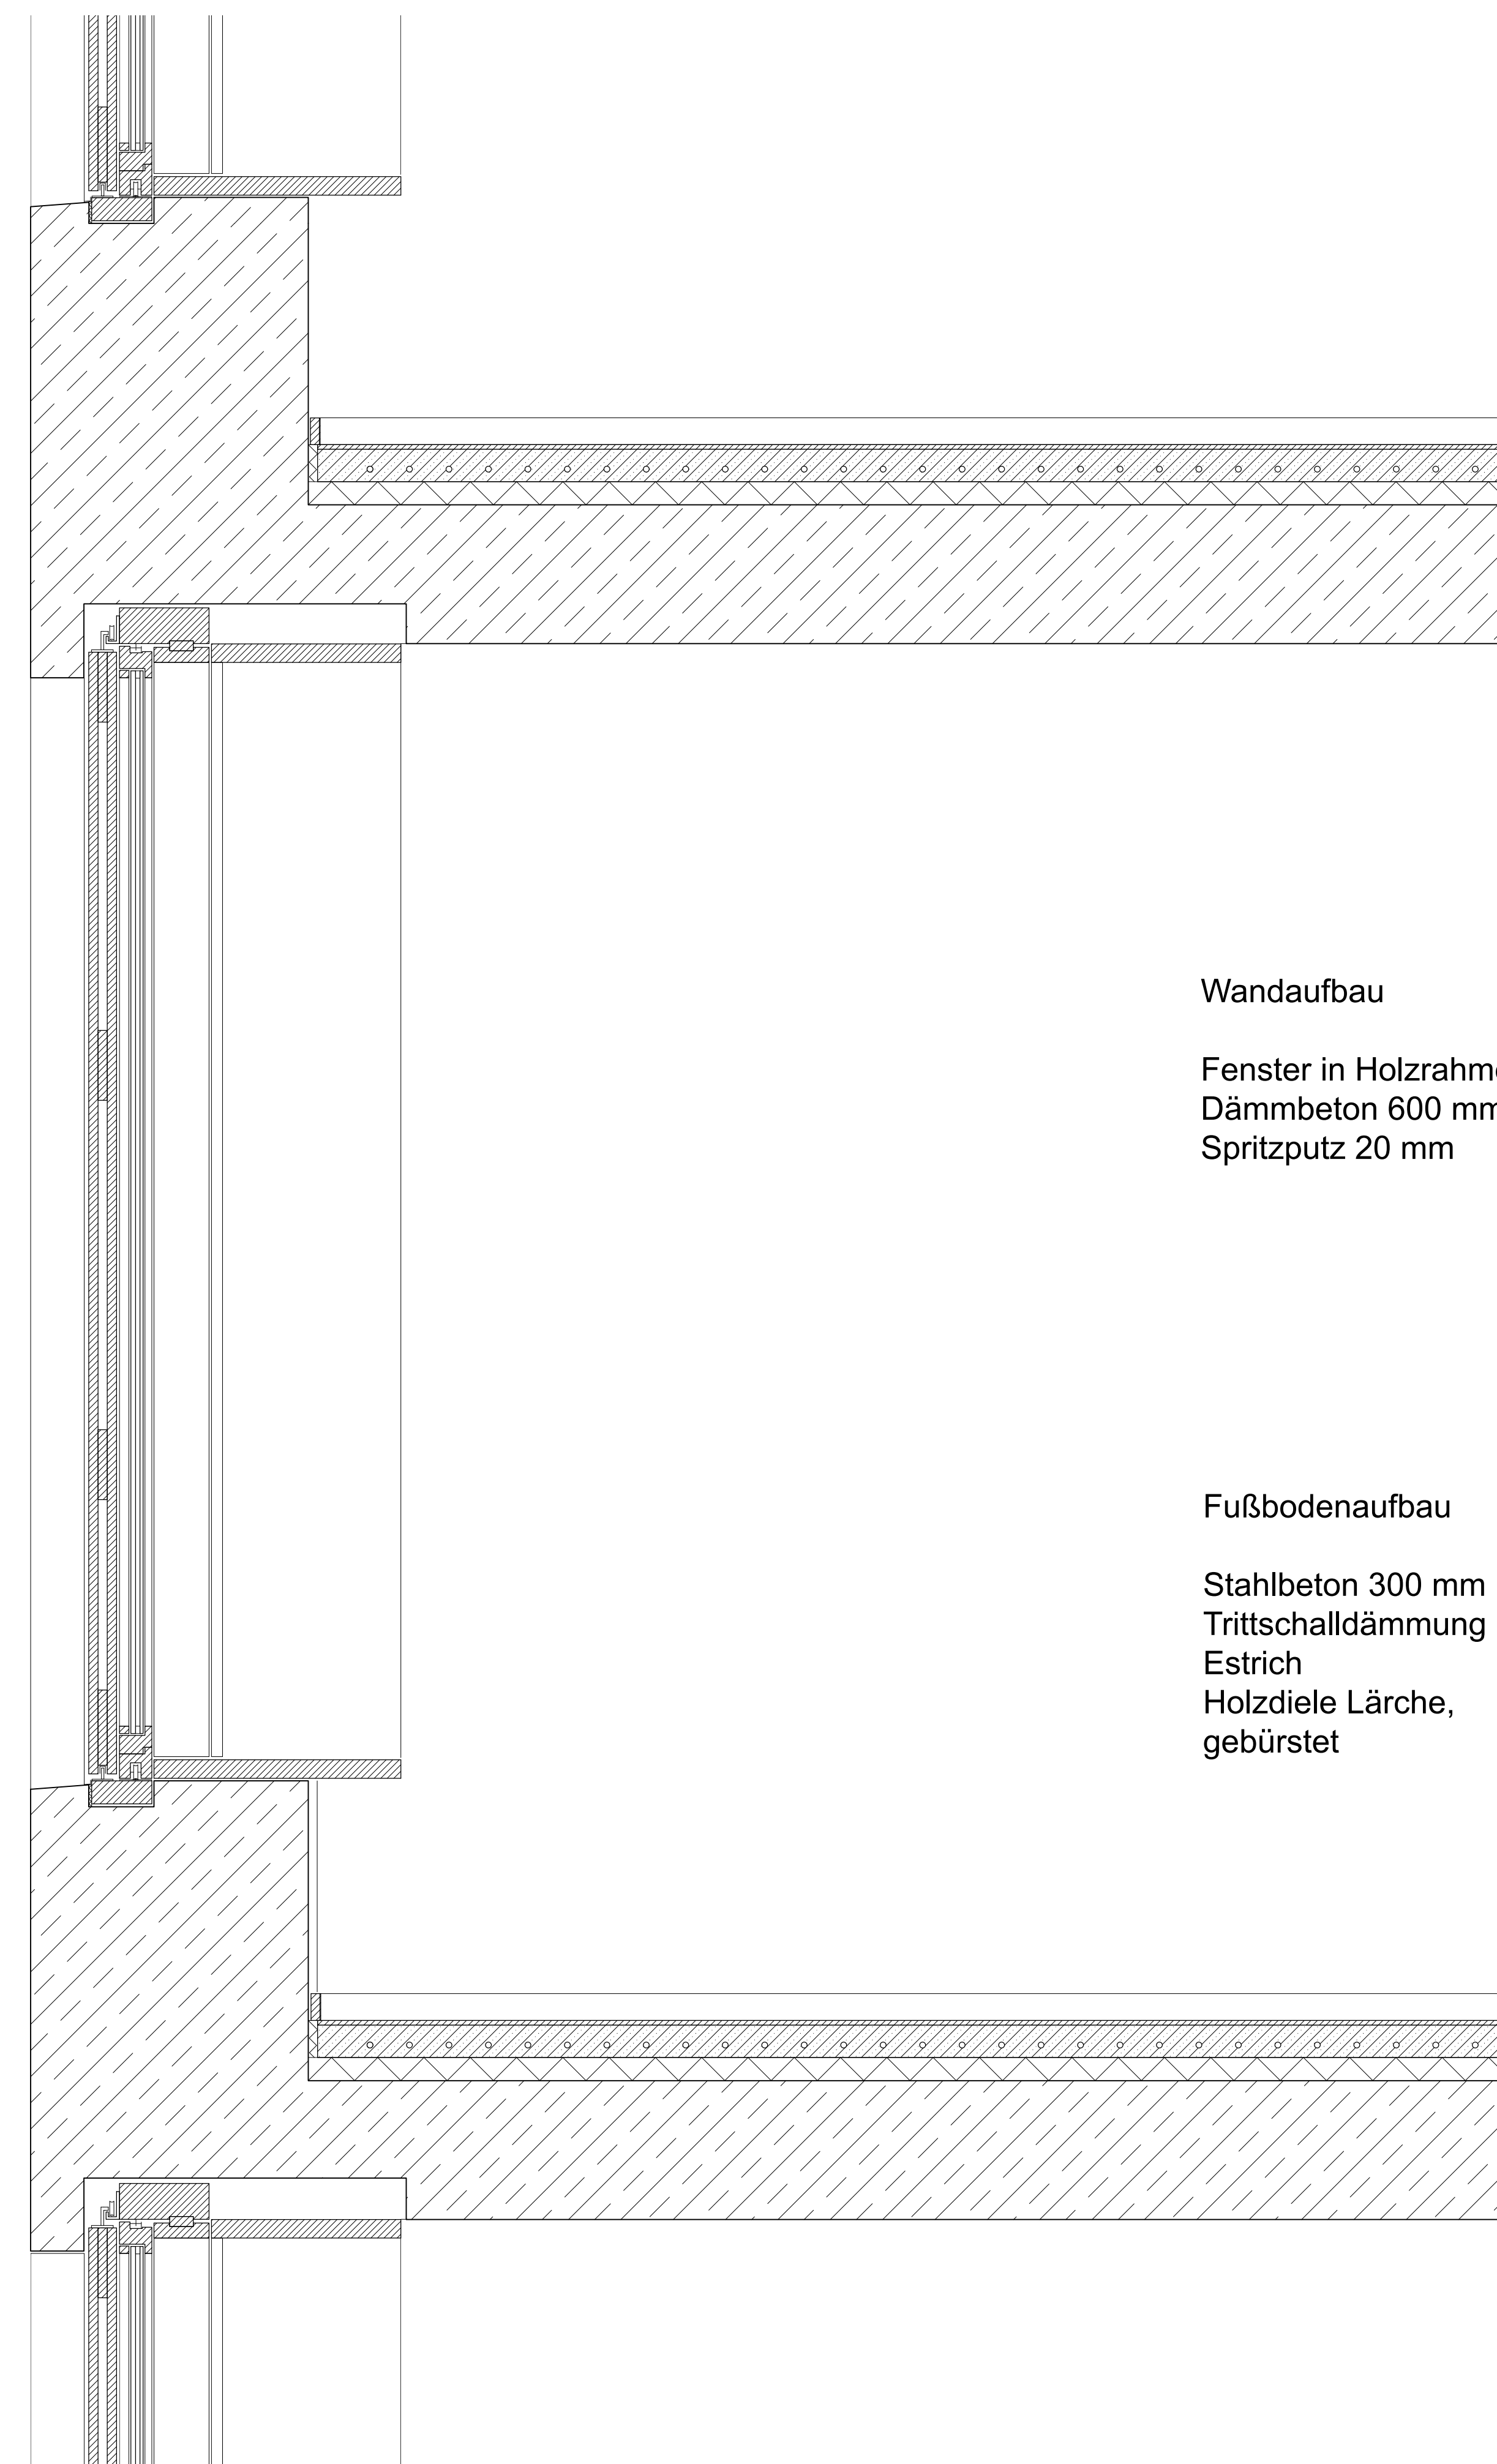 Wandaufbau
Fenster in Holzrahm
Dämmbeton 600 mm
Spritzputz 20 mm
Fußbodenaufbau
Stahlbeton 300 mm
Trittschalldämmung
Estrich
Holzdiele Lärche,
gebürstet